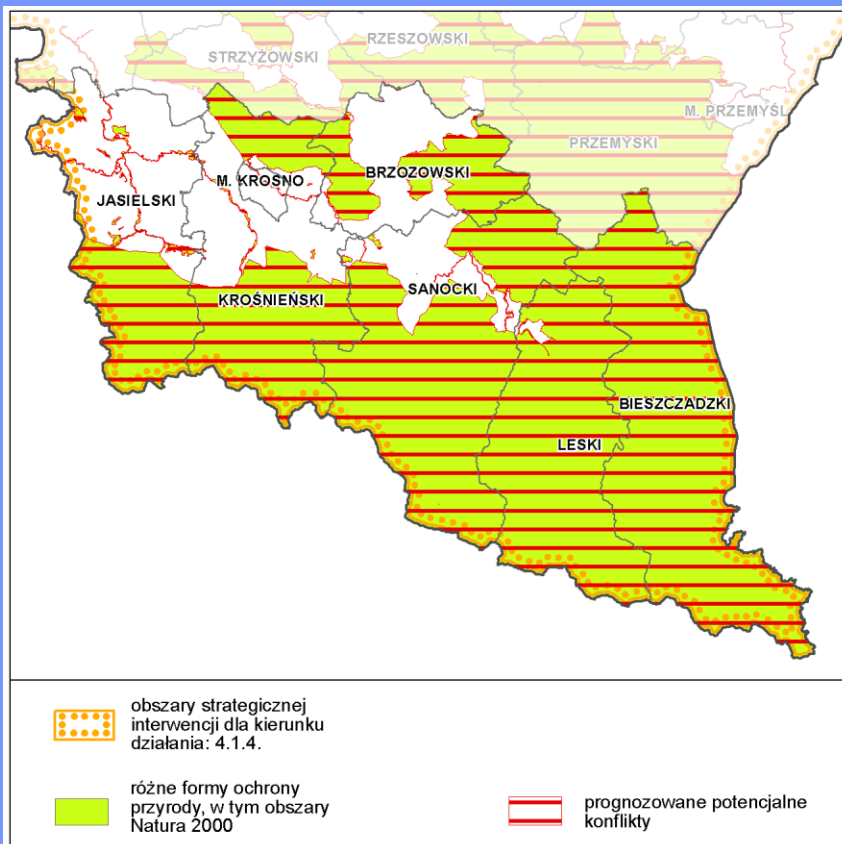 RZESZOWSKI
STRZYŻOWSKI
M. PRZEMYŚL
PRZEMYSKI
BRZOZOWSKI
M. KROSNO
JASIELSKI
SANOCKI
KROŚNIEŃSKI
BIESZCZADZKI
LESKI
obszary strategicznej
interwencji dla kierunku
działania: 4.1.4.
różne formy ochrony
przyrody, w tym obszary
Natura 2000
prognozowane potencjalne
konflikty